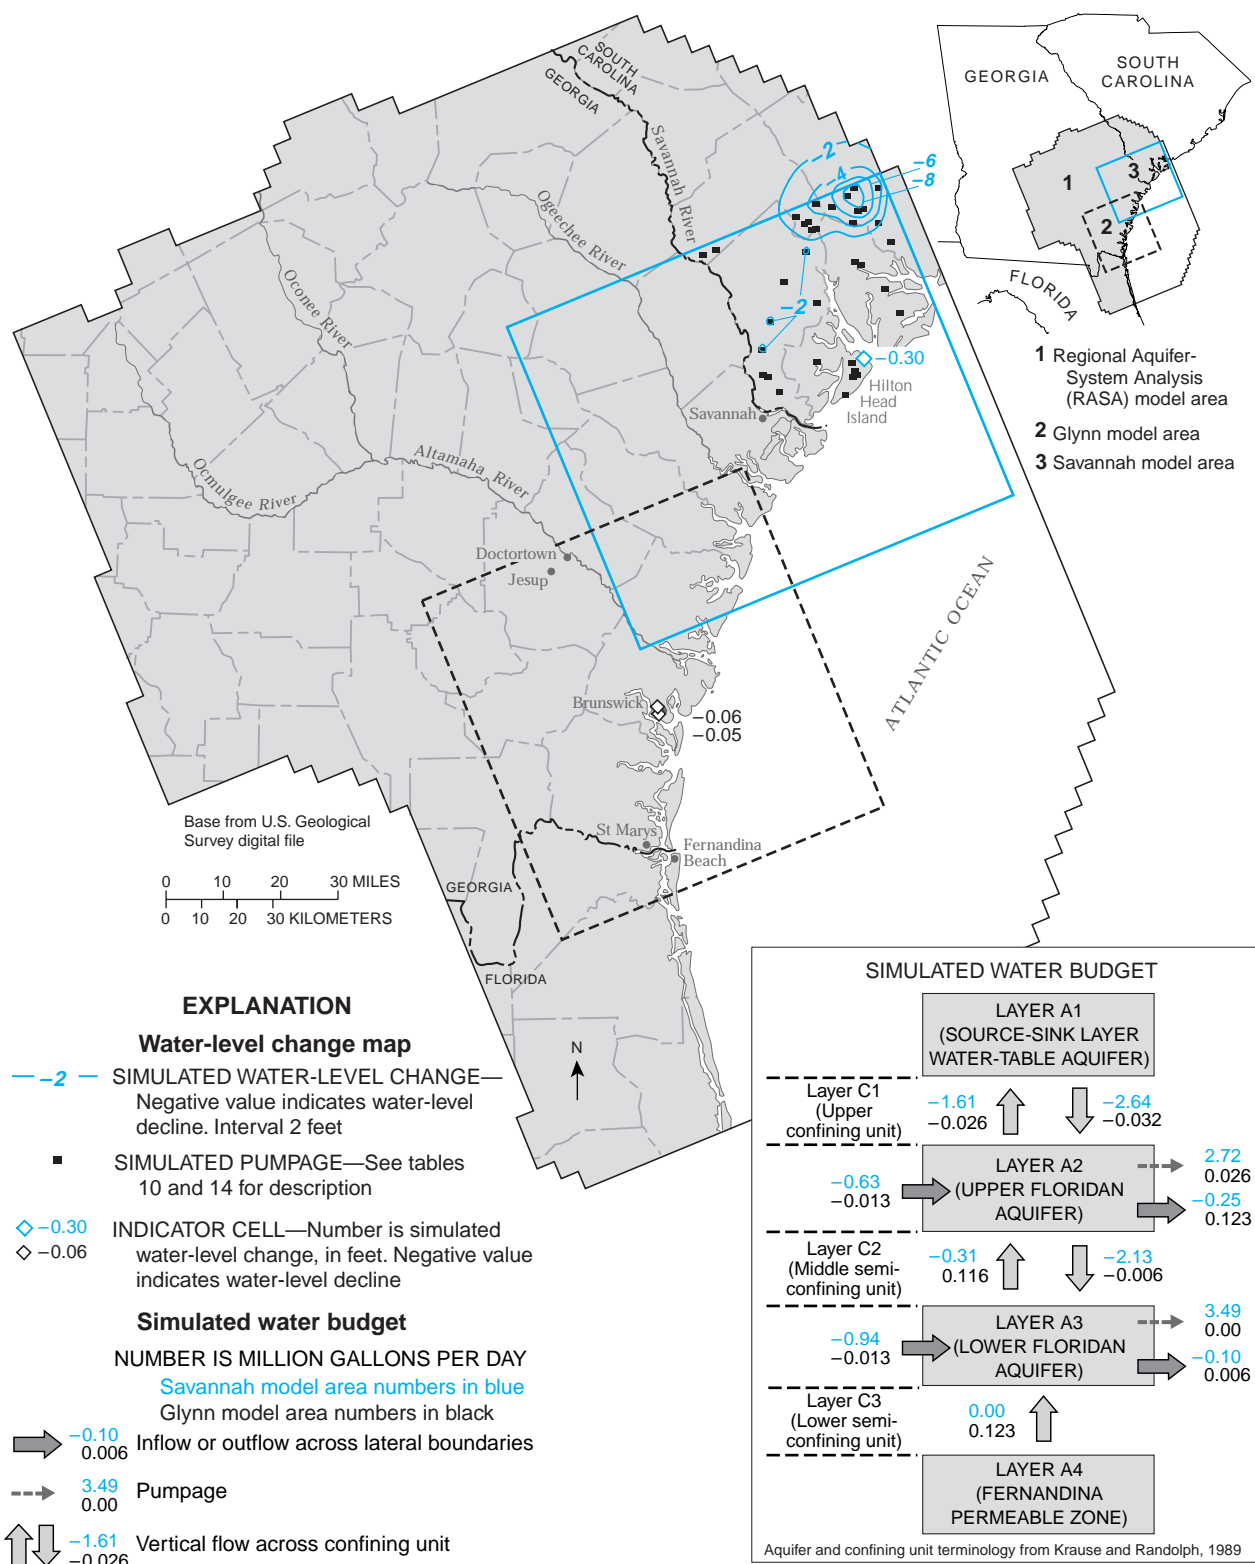 SOUTH
CAROLINA
GEORGIA
Savannah River
Ogeechee River
Oconee River
Ocmulgee River
Altamaha River
−2
−4
−6
−8
−2
−0.30
Hilton
Head
Island
Savannah
Doctortown
Jesup
Brunswick
−0.06
−0.05
St Marys
Fernandina
Beach
GEORGIA
FLORIDA
ATLANTIC OCEAN
GEORGIA
SOUTH
CAROLINA
FLORIDA
1
2
3
1 Regional Aquifer-
System Analysis
(RASA) model area
2 Glynn model area
3 Savannah model area
Base from U.S. Geological
Survey digital file
0 10 20 30 MILES
0 10 20 30 KILOMETERS
N
EXPLANATION
Water-level change map
−2 SIMULATED WATER-LEVEL CHANGE—
Negative value indicates water-level
decline. Interval 2 feet
SIMULATED PUMPAGE—See tables
10 and 14 for description
−0.30 INDICATOR CELL—Number is simulated
−0.06 water-level change, in feet. Negative value
indicates water-level decline
Simulated water budget
NUMBER IS MILLION GALLONS PER DAY
Savannah model area numbers in blue
Glynn model area numbers in black
−0.10
0.006 Inflow or outflow across lateral boundaries
3.49
0.00 Pumpage
−1.61
−0.026 Vertical flow across confining unit
SIMULATED WATER BUDGET
LAYER A1
(SOURCE-SINK LAYER
WATER-TABLE AQUIFER)
Layer C1
(Upper
confining unit)
−1.61
−0.026
−2.64
−0.032
−0.63
−0.013
LAYER A2
(UPPER FLORIDAN
AQUIFER)
2.72
0.026
−0.25
0.123
Layer C2
(Middle semi-
confining unit)
−0.31
0.116
−2.13
−0.006
−0.94
−0.013
LAYER A3
(LOWER FLORIDAN
AQUIFER)
3.49
0.00
−0.10
0.006
Layer C3
(Lower semi-
confining unit)
0.00
0.123
LAYER A4
(FERNANDINA
PERMEABLE ZONE)
Aquifer and confining unit terminology from Krause and Randolph, 1989